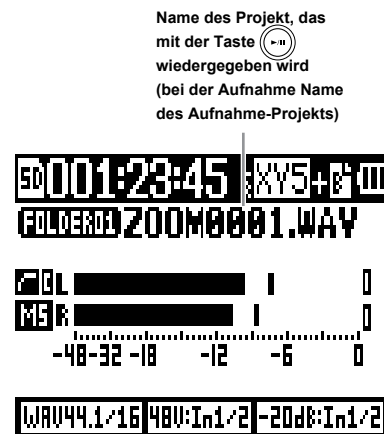 Name des Projekt, das
mit der Taste
wiedergegeben wird
(bei der Aufnahme Name
des Aufnahme-Projekts)
SD 001:23:45 XY5+
FOLDER01 ZOOM0001.WAV
L 0
MS R 0
-48 -32 -18 -12 -6 0
WAV44.1/16 48V:In1/2 -20dB:In1/2